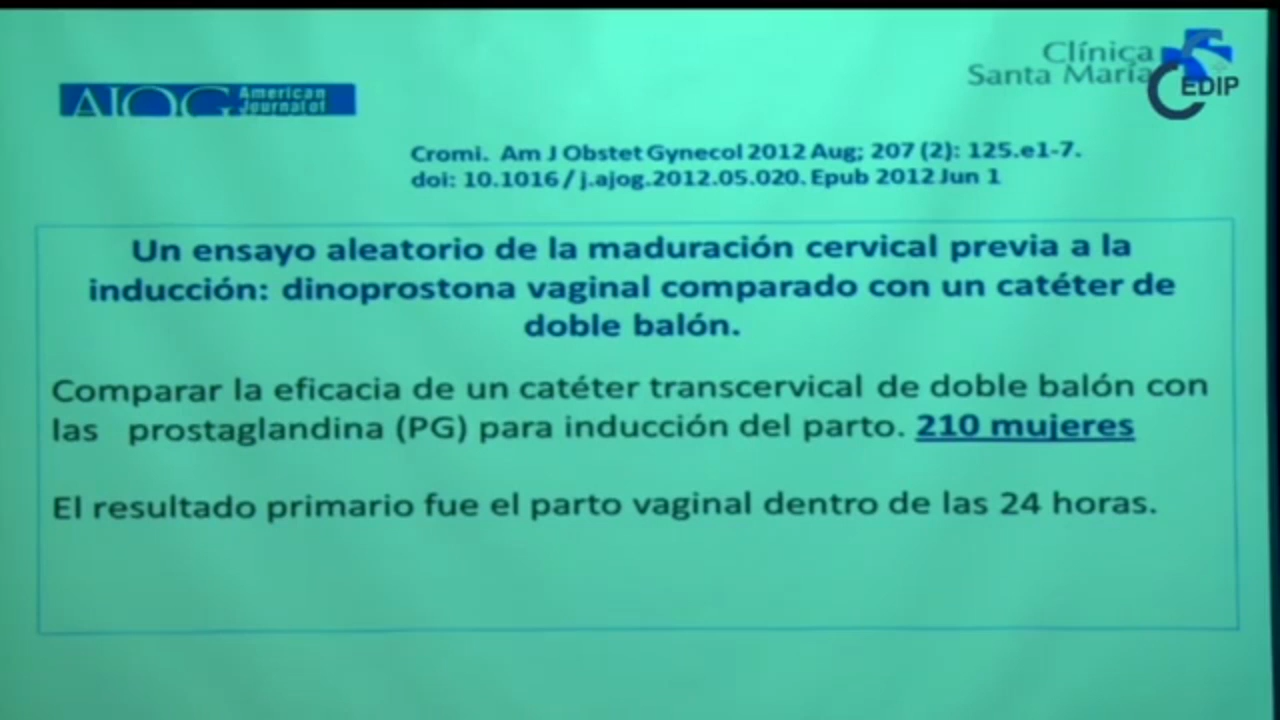 Clínica
Santa María
CEDIP
AJOG American
Journal of
Cromi. Am J Obstet Gynecol 2012 Aug; 207 (2): 125.e1-7.
doi: 10.1016/j.ajog.2012.05.020. Epub 2012 Jun 1
Un ensayo aleatorio de la maduración cervical previa a la
inducción: dinoprostona vaginal comparado con un catéter de
doble balón.
Comparar la eficacia de un catéter transcervical de doble balón con
las prostaglandina (PG) para inducción del parto. 210 mujeres
El resultado primario fue el parto vaginal dentro de las 24 horas.